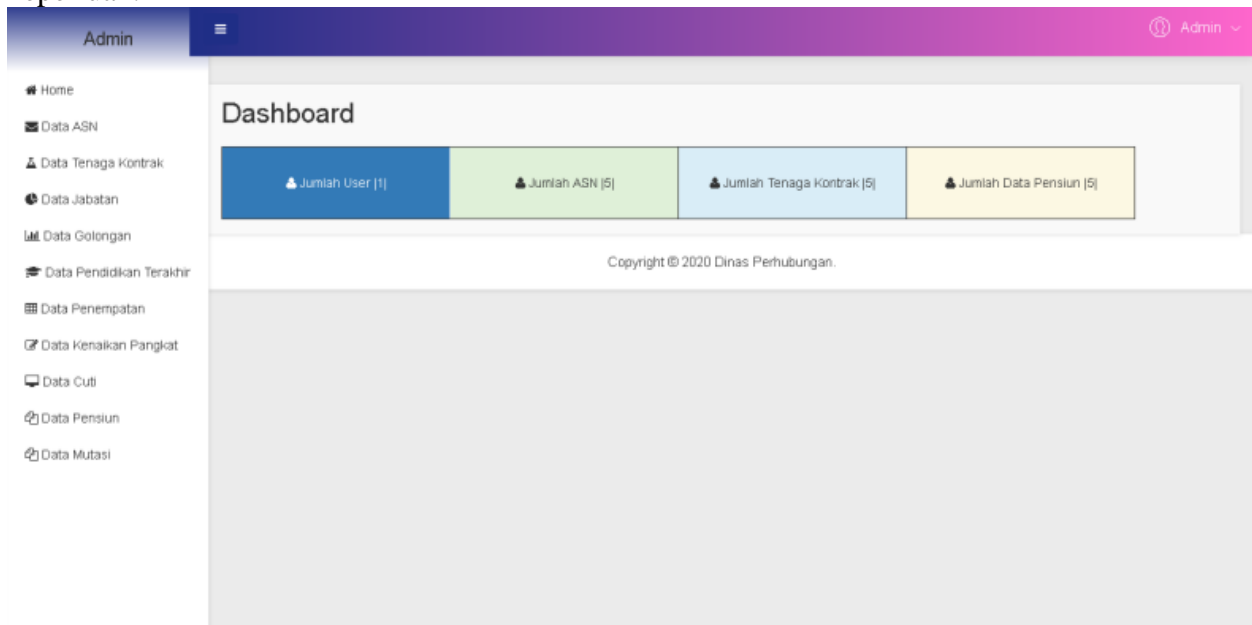 Admin
Admin
Home
Data ASN
Data Tenaga Kontrak
Data Jabatan
Data Golongan
Data Pendidikan Terakhir
Data Penempatan
Data Kenaikan Pangkat
Data Cuti
Data Pensiun
Data Mutasi
Dashboard
Jumlah User |1|
Jumlah ASN |5|
Jumlah Tenaga Kontrak |5|
Jumlah Data Pensiun |5|
Copyright © 2020 Dinas Perhubungan.